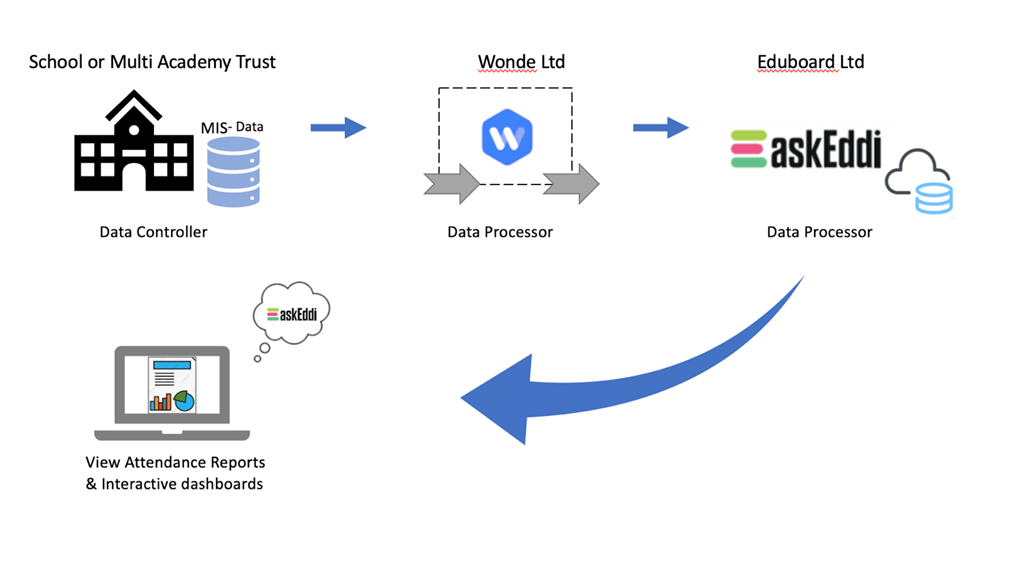 School or Multi Academy Trust
Wonde Ltd
Eduboard Ltd
MIS- Data
W
askEddi
Data Controller
Data Processor
Data Processor
askEddi
View Attendance Reports
& Interactive dashboards